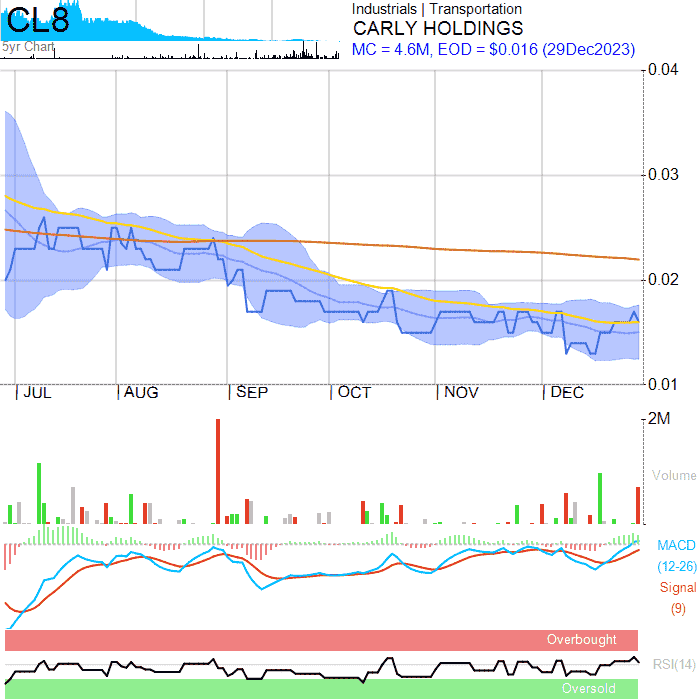 CL8
5yr Chart
Industrials | Transportation
CARLY HOLDINGS
MC = 4.6M, EOD = $0.016 (29Dec2023)
0.04
0.03
0.02
0.01
JUL AUG SEP OCT NOV DEC
2M
Volume
MACD
(12-26)
Signal
(9)
Overbought
RSI(14)
Oversold